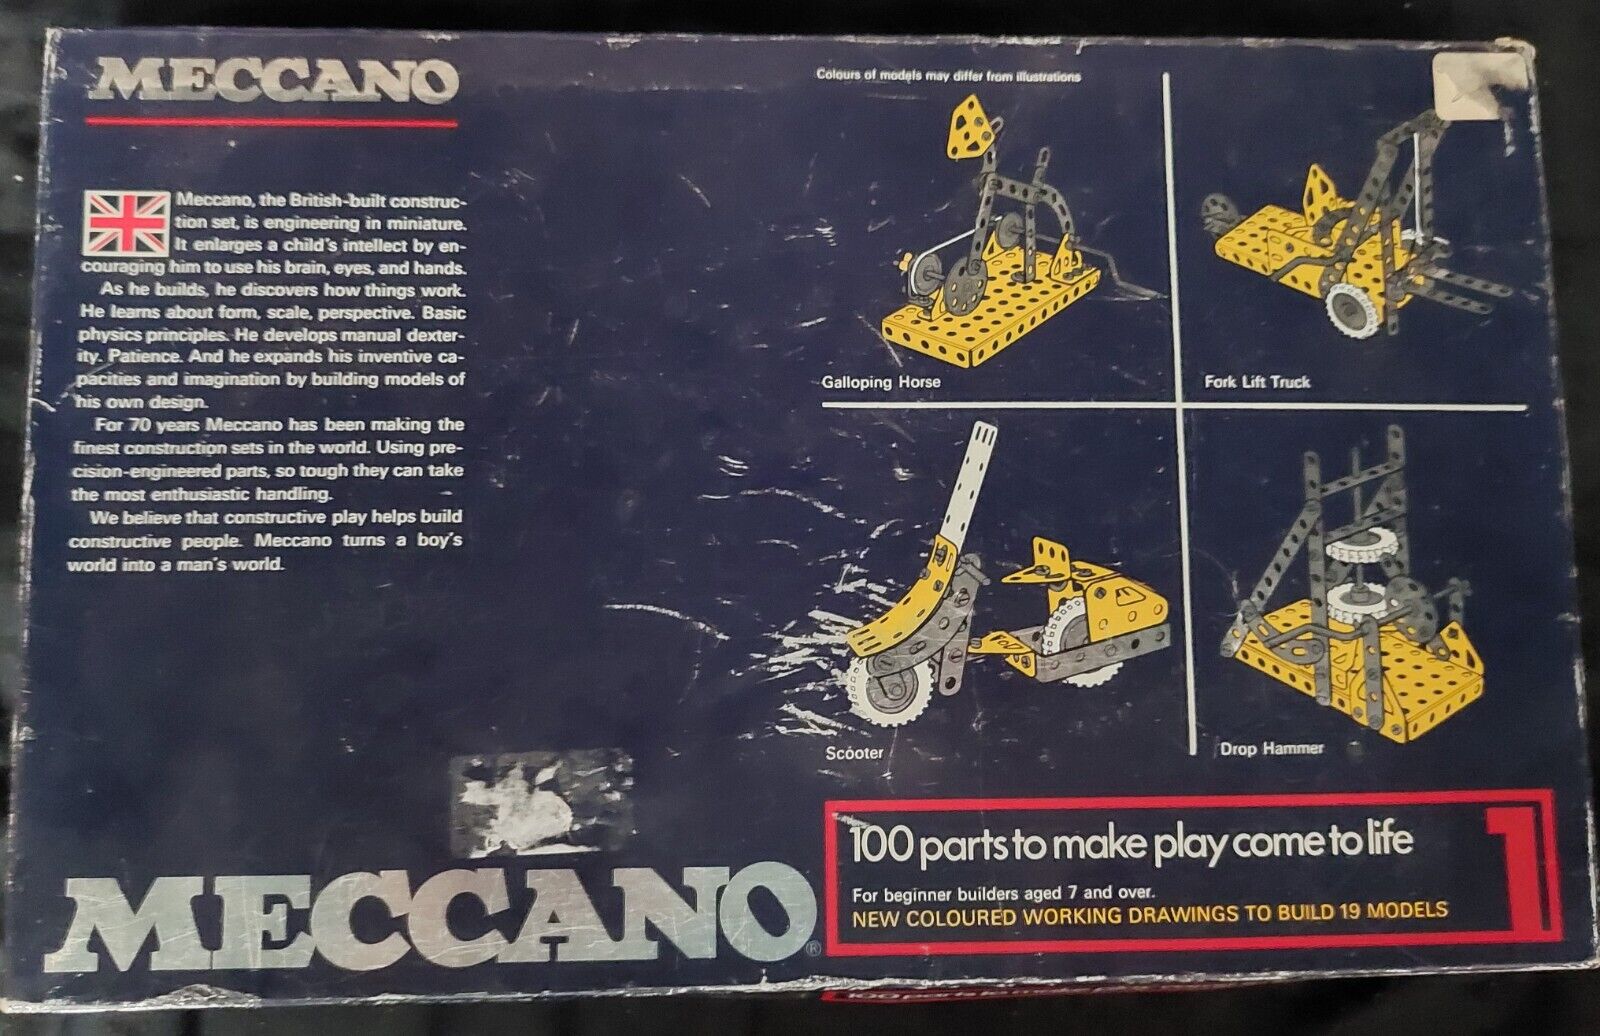 MECCANO
Meccano, the British-built construc-
tion set, is engineering in miniature.
It enlarges a child's intellect by en-
couraging him to use his brain, eyes, and hands.
As he builds, he discovers how things work.
He learns about form, scale, perspective. Basic
physics principles. He develops manual dexter-
ity. Patience. And he expands his inventive ca-
pacities and imagination by building models of
his own design.
For 70 years Meccano has been making the
finest construction sets in the world. Using pre-
cision-engineered parts, so tough they can take
the most enthusiastic handling.
We believe that constructive play helps build
constructive people. Meccano turns a boy's
world into a man's world.
Colours of models may differ from illustrations
Galloping Horse
Fork Lift Truck
Scooter
Drop Hammer
MECCANO®
100 parts to make play come to life
For beginner builders aged 7 and over.
NEW COLOURED WORKING DRAWINGS TO BUILD 19 MODELS
1
100 parts